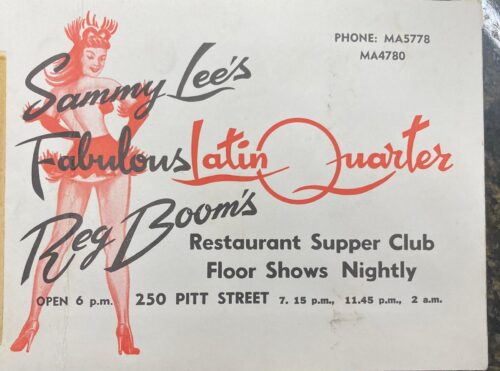 PHONE: MA5778
MA4780
Sammy Lee's
Fabulous Latin Quarter
Reg Boom's
Restaurant Supper Club
Floor Shows Nightly
OPEN 6 p.m. 250 PITT STREET 7. 15 p.m., 11.45 p.m., 2 a.m.